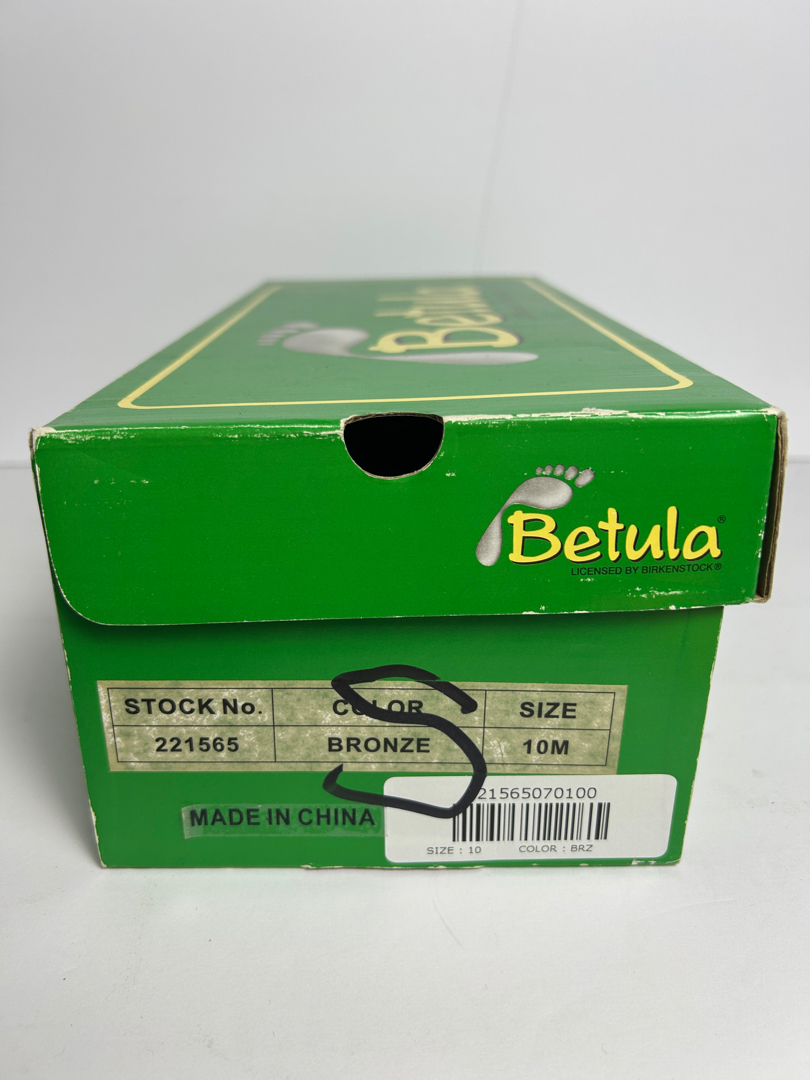 Betula
Betula®
LICENSED BY BIRKENSTOCK®
STOCK No. COLOR SIZE
221565 BRONZE 10M
S
MADE IN CHINA
21565070100
SIZE : 10 COLOR : BRZ